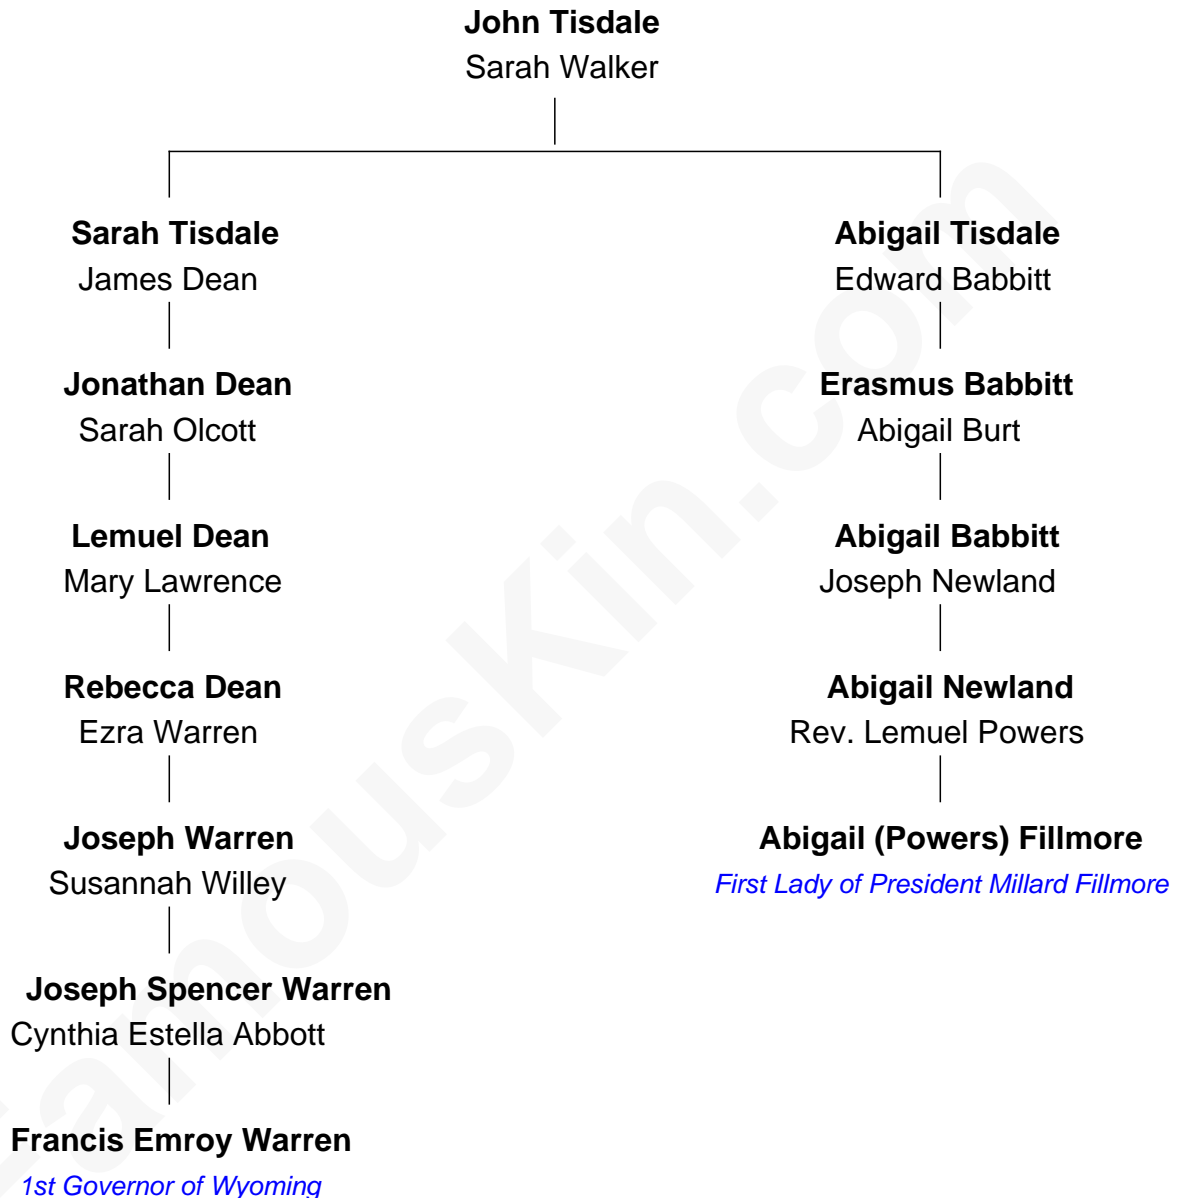 John Tisdale
Sarah Walker
Sarah Tisdale
James Dean
Jonathan Dean
Sarah Olcott
Lemuel Dean
Mary Lawrence
Rebecca Dean
Ezra Warren
Joseph Warren
Susannah Willey
Joseph Spencer Warren
Cynthia Estella Abbott
Francis Emroy Warren
1st Governor of Wyoming
Abigail Tisdale
Edward Babbitt
Erasmus Babbitt
Abigail Burt
Abigail Babbitt
Joseph Newland
Abigail Newland
Rev. Lemuel Powers
Abigail (Powers) Fillmore
First Lady of President Millard Fillmore
FamousKin.com